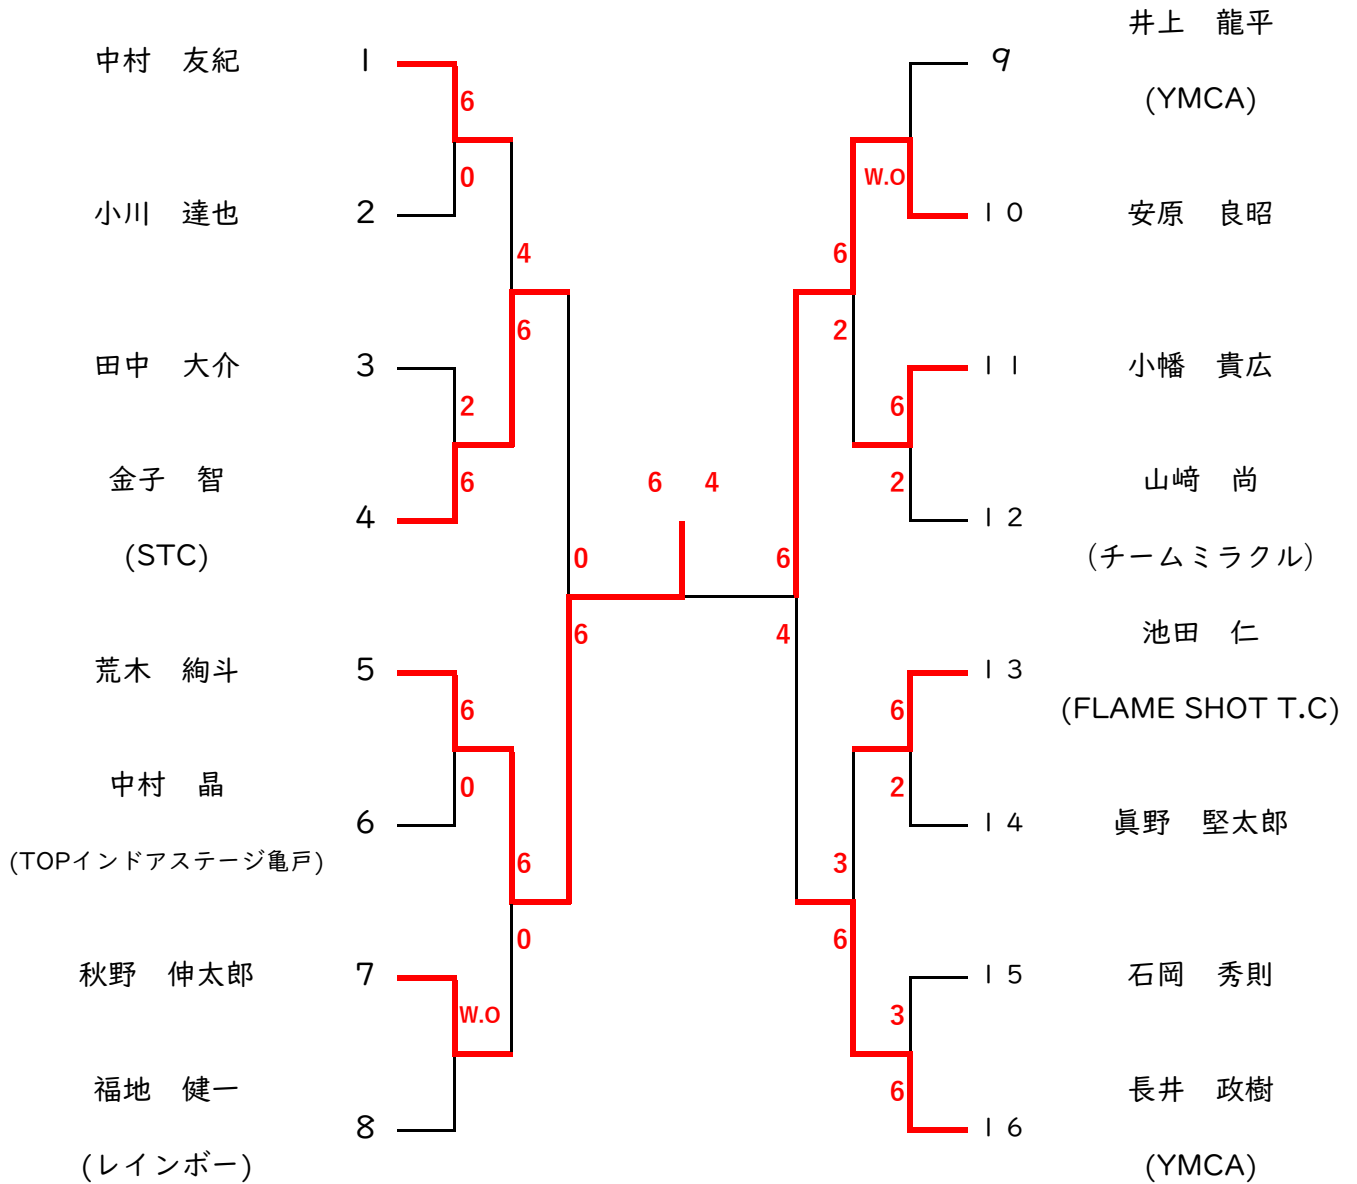 中村　友紀
1
小川　達也
2
田中　大介
3
金子　智
(STC)
4
荒木　絢斗
5
中村　晶
(TOPインドアステージ亀戸)
6
秋野　伸太郎
7
福地　健一
(レインボー)
8
6
0
2
6
6
0
W.O
4
6
6
0
0
6
6 4
6
4
6
2
3
6
W.O
6
2
6
2
3
6
9
井上　龍平
(YMCA)
10
安原　良昭
11
小幡　貴広
12
山﨑　尚
(チームミラクル)
13
池田　仁
(FLAME SHOT T.C)
14
眞野　堅太郎
15
石岡　秀則
16
長井　政樹
(YMCA)